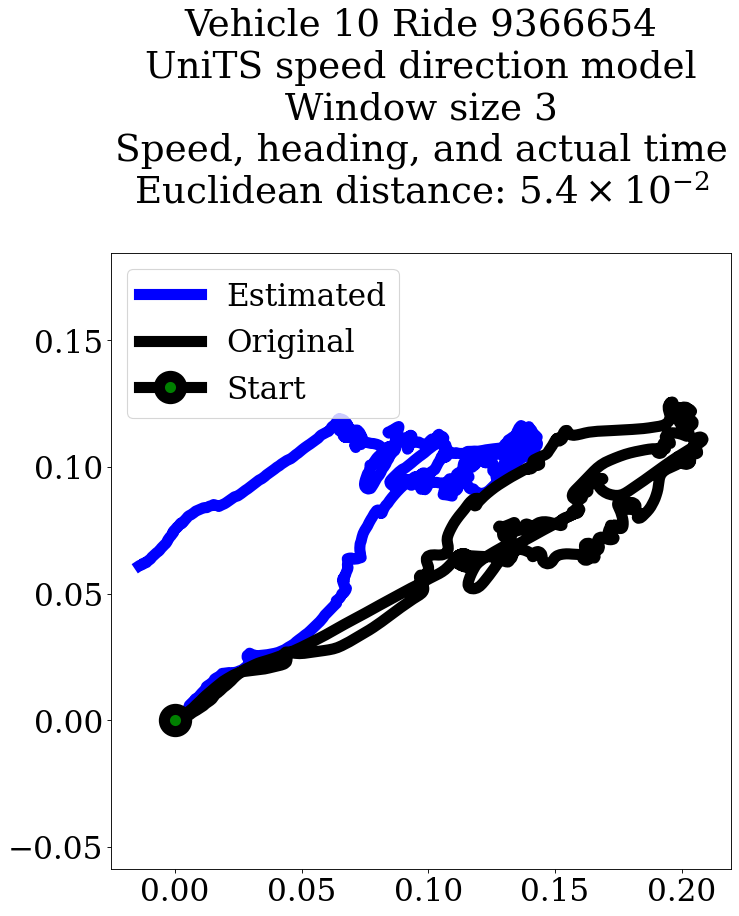 Vehicle 10 Ride 9366654
UniTS speed direction model
Window size 3
Speed, heading, and actual time
Euclidean distance: 5.4 × 10⁻²
Estimated
Original
Start
0.15
0.10
0.05
0.00
−0.05
0.00 0.05 0.10 0.15 0.20